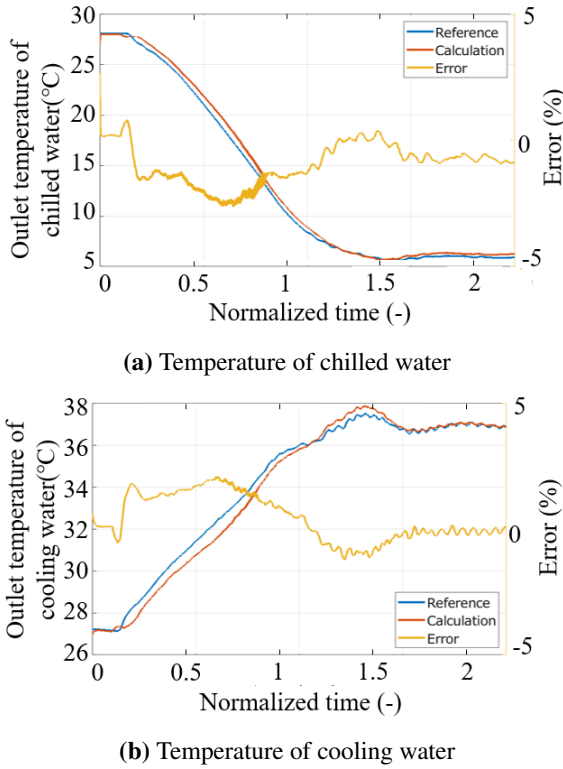 30
25
20
15
10
5
Outlet temperature of
chilled water(°C)
5
0
-5
Error (%)
Reference
Calculation
Error
0
0.5
1
1.5
2
Normalized time (-)
(a) Temperature of chilled water
38
36
34
32
30
28
26
Outlet temperature of
cooling water(°C)
5
0
-5
Error (%)
Reference
Calculation
Error
0
0.5
1
1.5
2
Normalized time (-)
(b) Temperature of cooling water